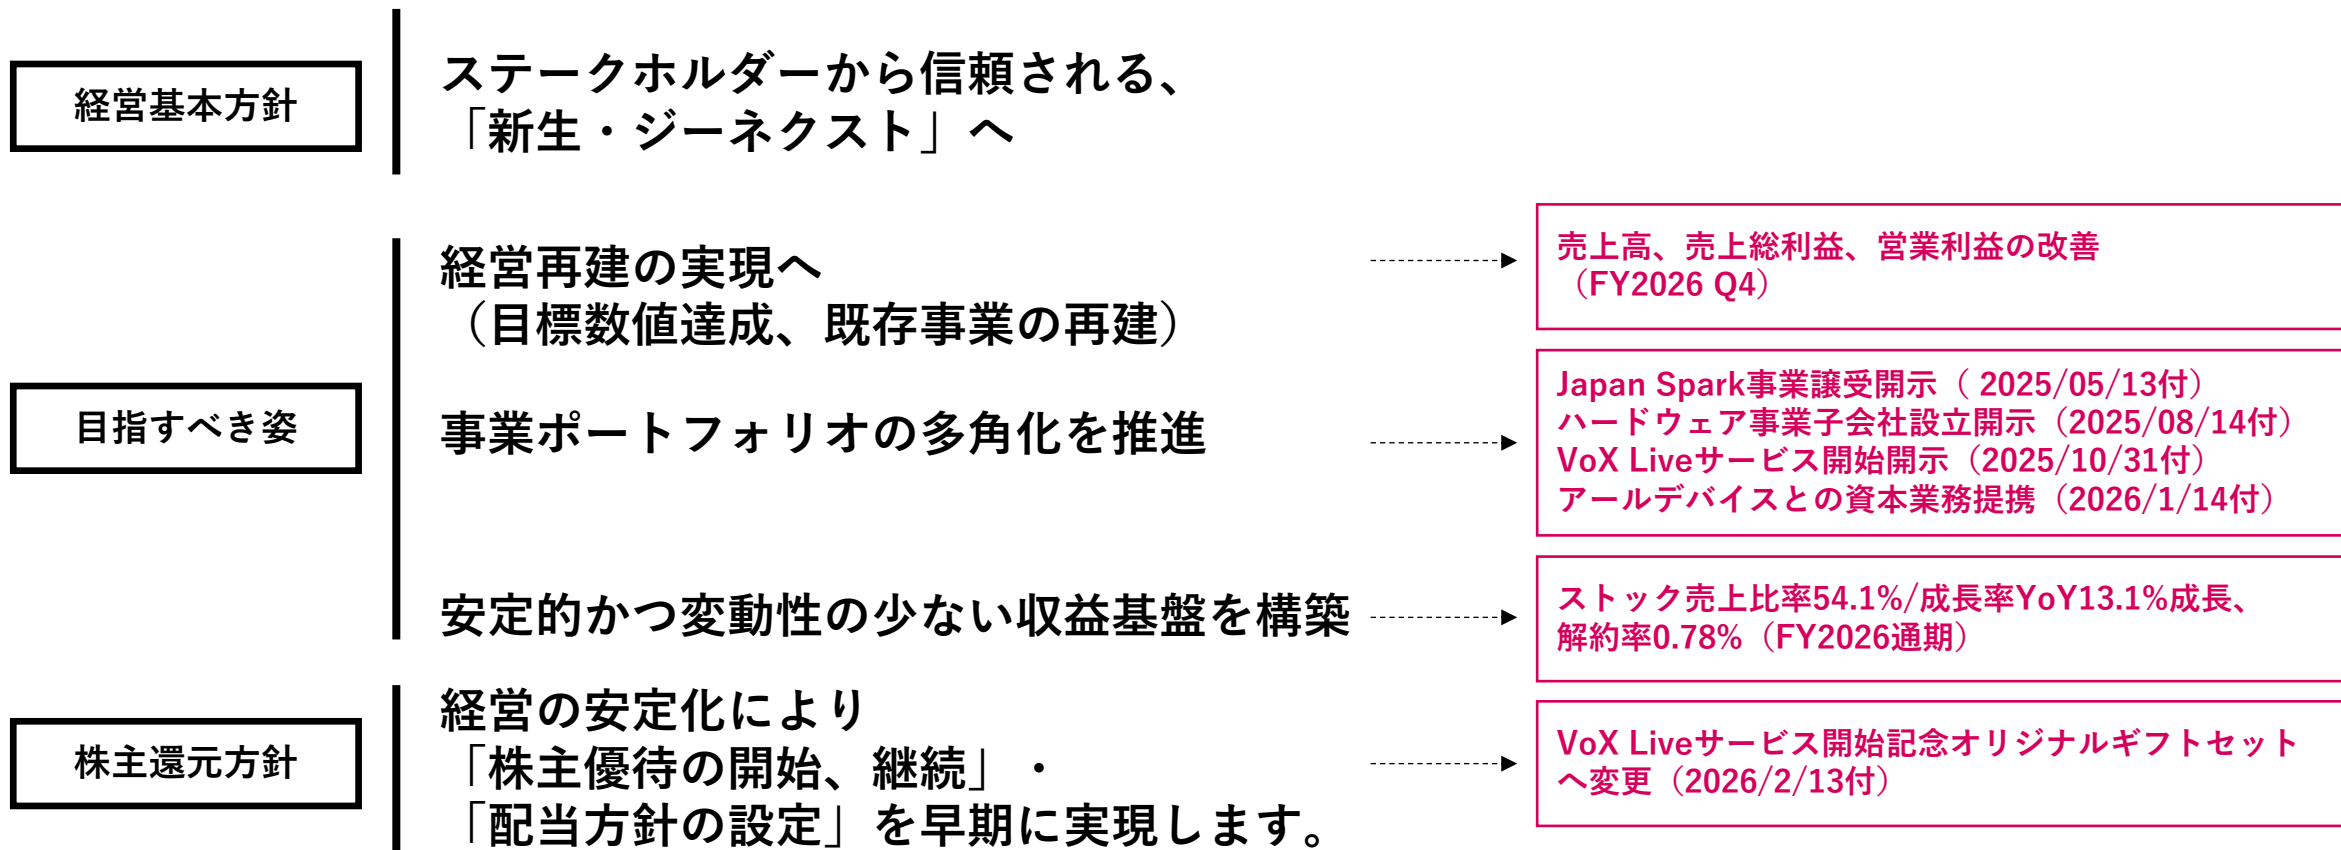 経営基本方針
ステークホルダーから信頼される、
「新生・ジーネクスト」へ
目指すべき姿
経営再建の実現へ
（目標数値達成、既存事業の再建）
売上高、売上総利益、営業利益の改善
（FY2026 Q4）
事業ポートフォリオの多角化を推進
Japan Spark事業譲受開示（ 2025/05/13付）
ハードウェア事業子会社設立開示（2025/08/14付）
VoX Liveサービス開始開示（2025/10/31付）
アールデバイスとの資本業務提携（2026/1/14付）
安定的かつ変動性の少ない収益基盤を構築
ストック売上比率54.1%/成長率YoY13.1%成長、
解約率0.78%（FY2026通期）
株主還元方針
経営の安定化により
「株主優待の開始、継続」・
「配当方針の設定」を早期に実現します。
VoX Liveサービス開始記念オリジナルギフトセット
へ変更（2026/2/13付）